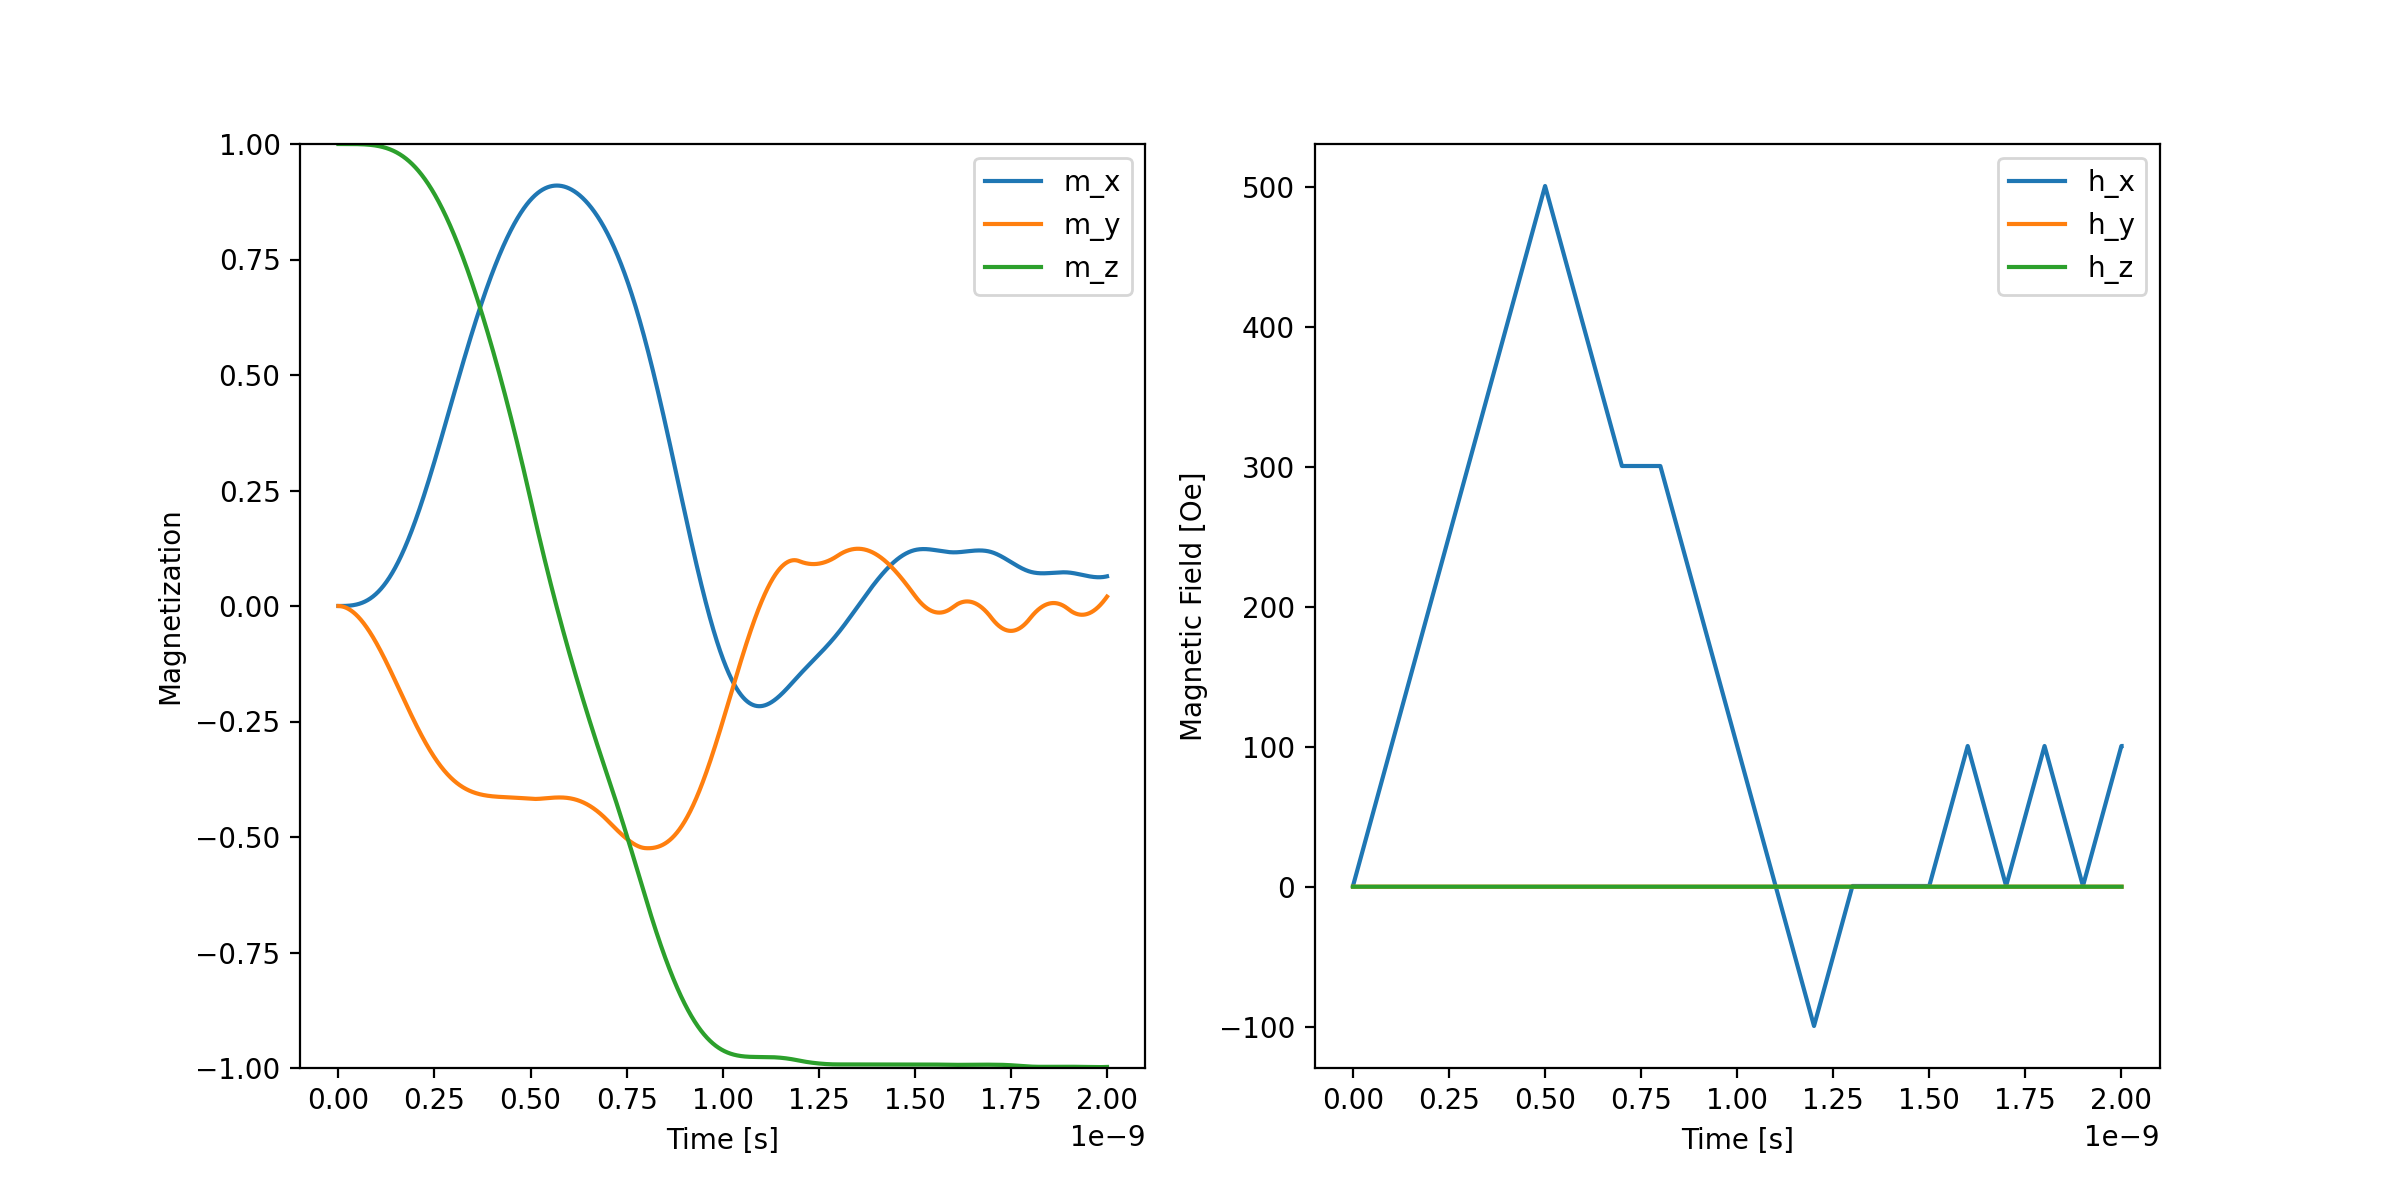 1.00
0.75
0.50
0.25
0.00
−0.25
−0.50
−0.75
−1.00
Magnetization
0.00 0.25 0.50 0.75 1.00 1.25 1.50 1.75 2.00
1e−9
Time [s]
m_x
m_y
m_z
500
400
300
200
100
0
−100
Magnetic Field [Oe]
0.00 0.25 0.50 0.75 1.00 1.25 1.50 1.75 2.00
1e−9
Time [s]
h_x
h_y
h_z